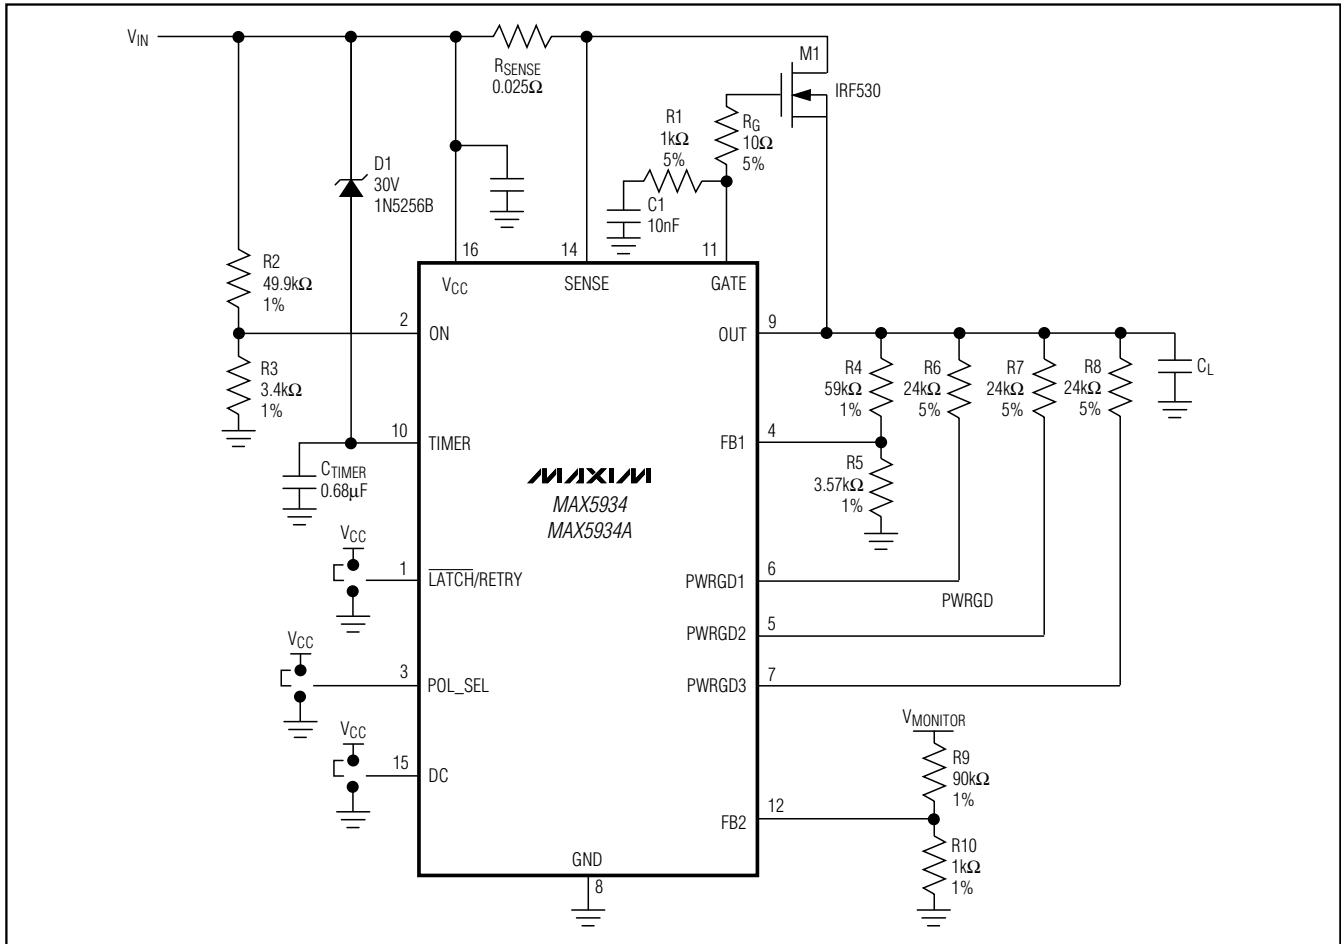 VIN
RSENSE
0.025Ω
M1
IRF530
R1
1kΩ
5%
RG
10Ω
5%
D1
30V
1N5256B
C1
10nF
16
14
11
VCC
SENSE
GATE
R2
49.9kΩ
1%
2
ON
OUT
9
R3
3.4kΩ
1%
R4
59kΩ
1%
R6
24kΩ
5%
R7
24kΩ
5%
R8
24kΩ
5%
CL
10
TIMER
FB1
4
CTIMER
0.68µF
R5
3.57kΩ
1%
MAXIM
MAX5934
MAX5934A
VCC
1
LATCH/RETRY
PWRGD1
6
PWRGD
PWRGD2
5
VCC
3
POL_SEL
PWRGD3
7
VCC
15
DC
VMONITOR
R9
90kΩ
1%
FB2
12
R10
1kΩ
1%
GND
8